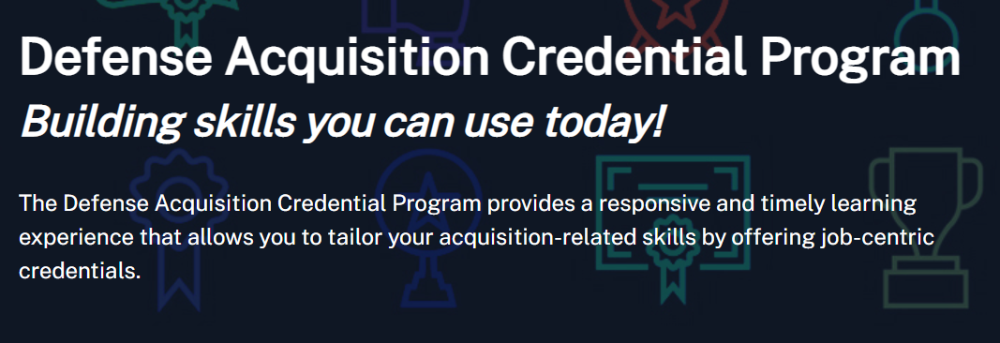 Defense Acquisition Credential Program
Building skills you can use today!
The Defense Acquisition Credential Program provides a responsive and timely learning
experience that allows you to tailor your acquisition-related skills by offering job-centric
credentials.